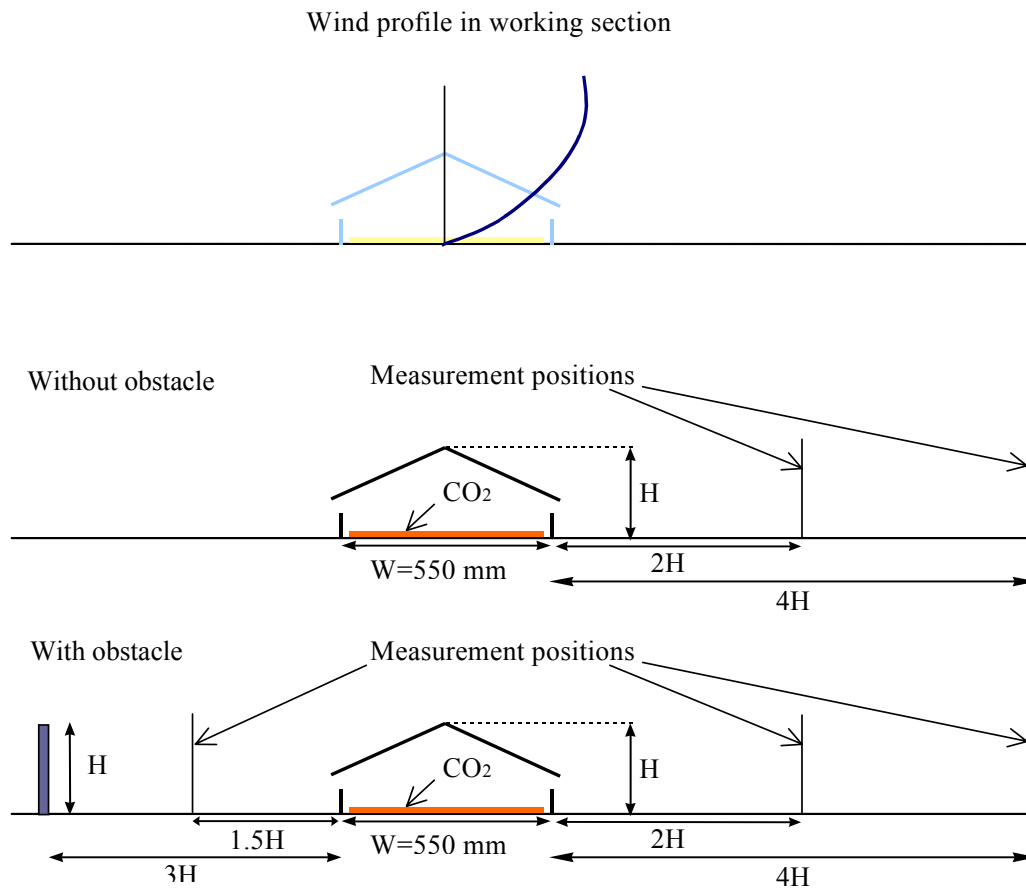 Wind profile in working section
Without obstacle
Measurement positions
CO2
H
W=550 mm
2H
4H
With obstacle
Measurement positions
H
CO2
H
1.5H
W=550 mm
2H
3H
4H